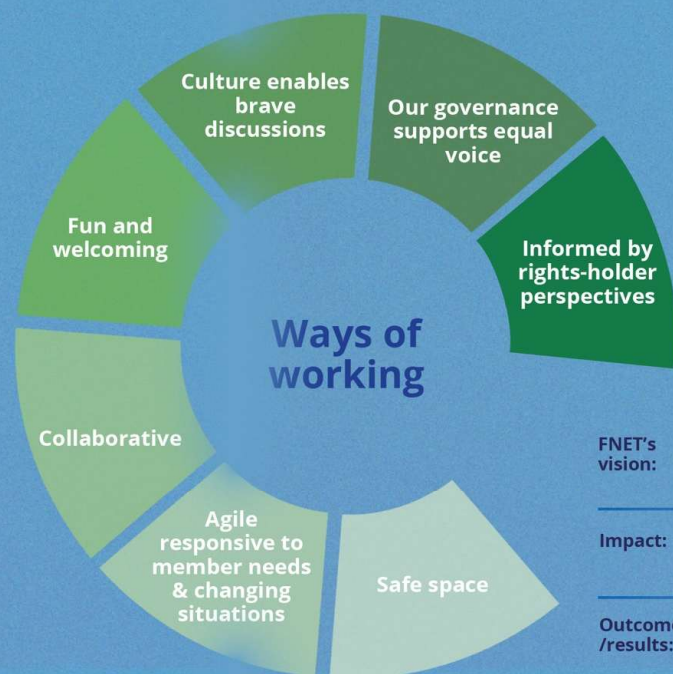 Culture enables
brave
discussions
Our governance
supports equal
voice
Informed by
rights-holder
perspectives
Fun and
welcoming
Ways of
working
Collaborative
Agile
responsive to
member needs
& changing
situations
Safe space
FNET's
vision:
Impact:
Outcome
/results: